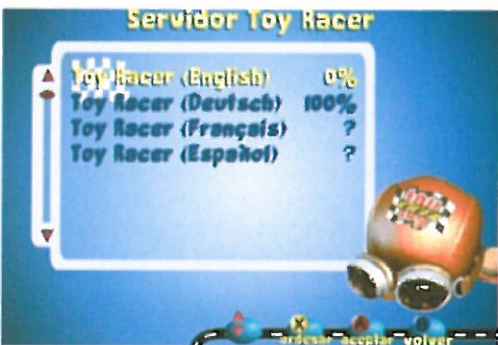 Servidor Toy Racer
Toy Racer (English) 0%
Toy Racer (Deutsch) 100%
Toy Racer (Français) ?
Toy Racer (Español) ?
X A
ordenar aceptar volver